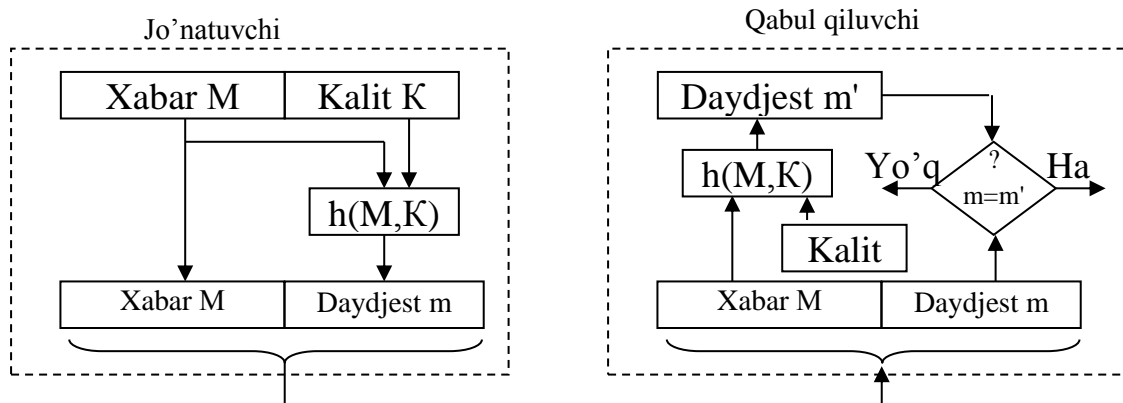 Jo’natuvchi
Xabar M
Kalit K
h(M,K)
Xabar M
Daydjest m
Qabul qiluvchi
Daydjest m'
h(M,K)
Kalit
Yo’q
?
m=m'
Ha
Xabar M
Daydjest m